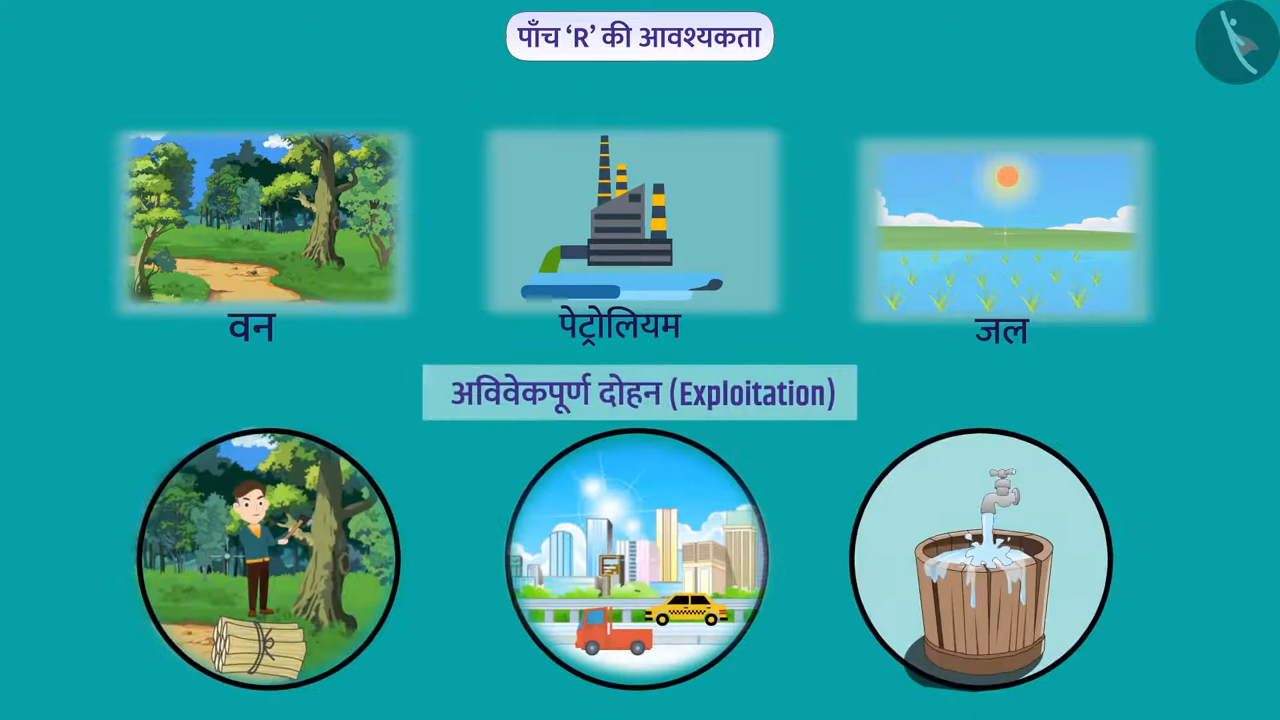 पाँच ‘R’ की आवश्यकता
वन
पेट्रोलियम
जल
अविवेकपूर्ण दोहन (Exploitation)